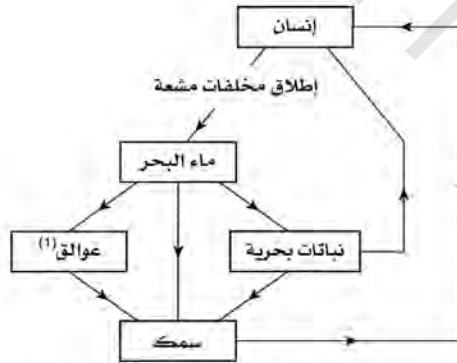 إنسان
إطلاق مخلفات مشعة
ماء البحر
عوالق(1)
نباتات بحرية
سمك